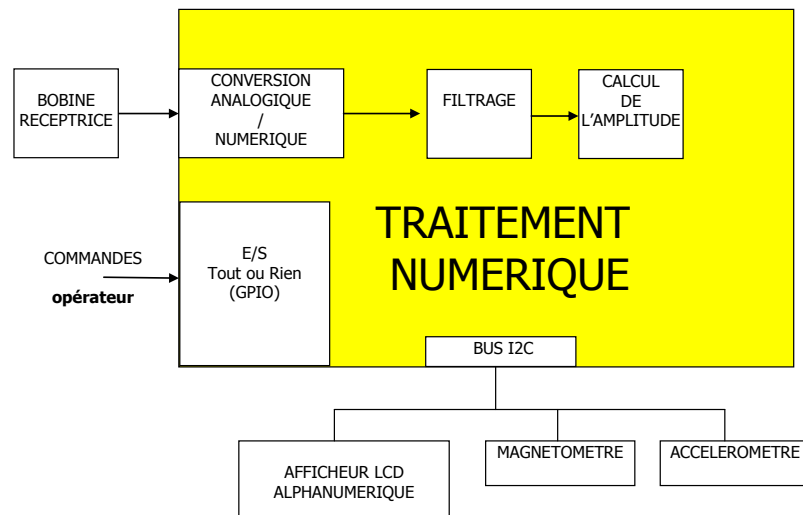 BOBINE
RECEPTRICE
CONVERSION
ANALOGIQUE
/
NUMERIQUE
FILTRAGE
CALCUL
DE
L'AMPLITUDE
COMMANDES
opérateur
E/S
Tout ou Rien
(GPIO)
TRAITEMENT
NUMERIQUE
BUS I2C
AFFICHEUR LCD
ALPHANUMERIQUE
MAGNETOMETRE
ACCELEROMETRE